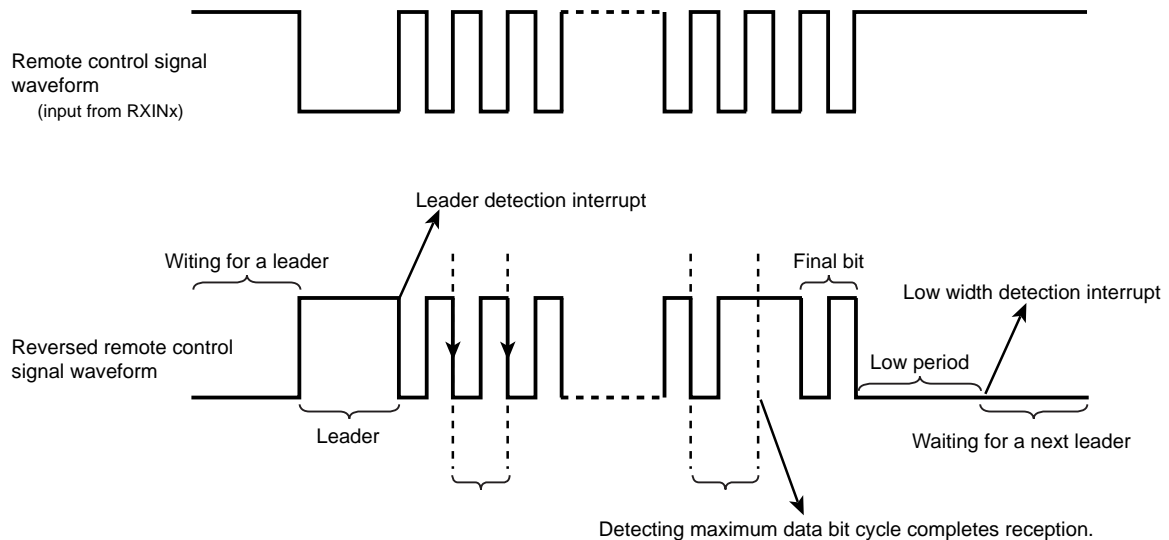 Remote control signal
waveform
(input from RXINx)
Leader detection interrupt
Witing for a leader
Final bit
Low width detection interrupt
Reversed remote control
signal waveform
Low period
Leader
Waiting for a next leader
Detecting maximum data bit cycle completes reception.